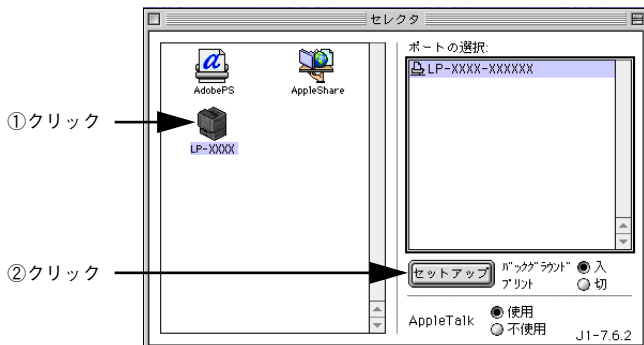 セレクタ
ポートの選択:
LP-XXXX-XXXXXX
AdobePS
AppleShare
①クリック
LP-XXXX
②クリック
セットアップ
バックグラウンド
プリント
入
切
AppleTalk
使用
不使用
J1-7.6.2